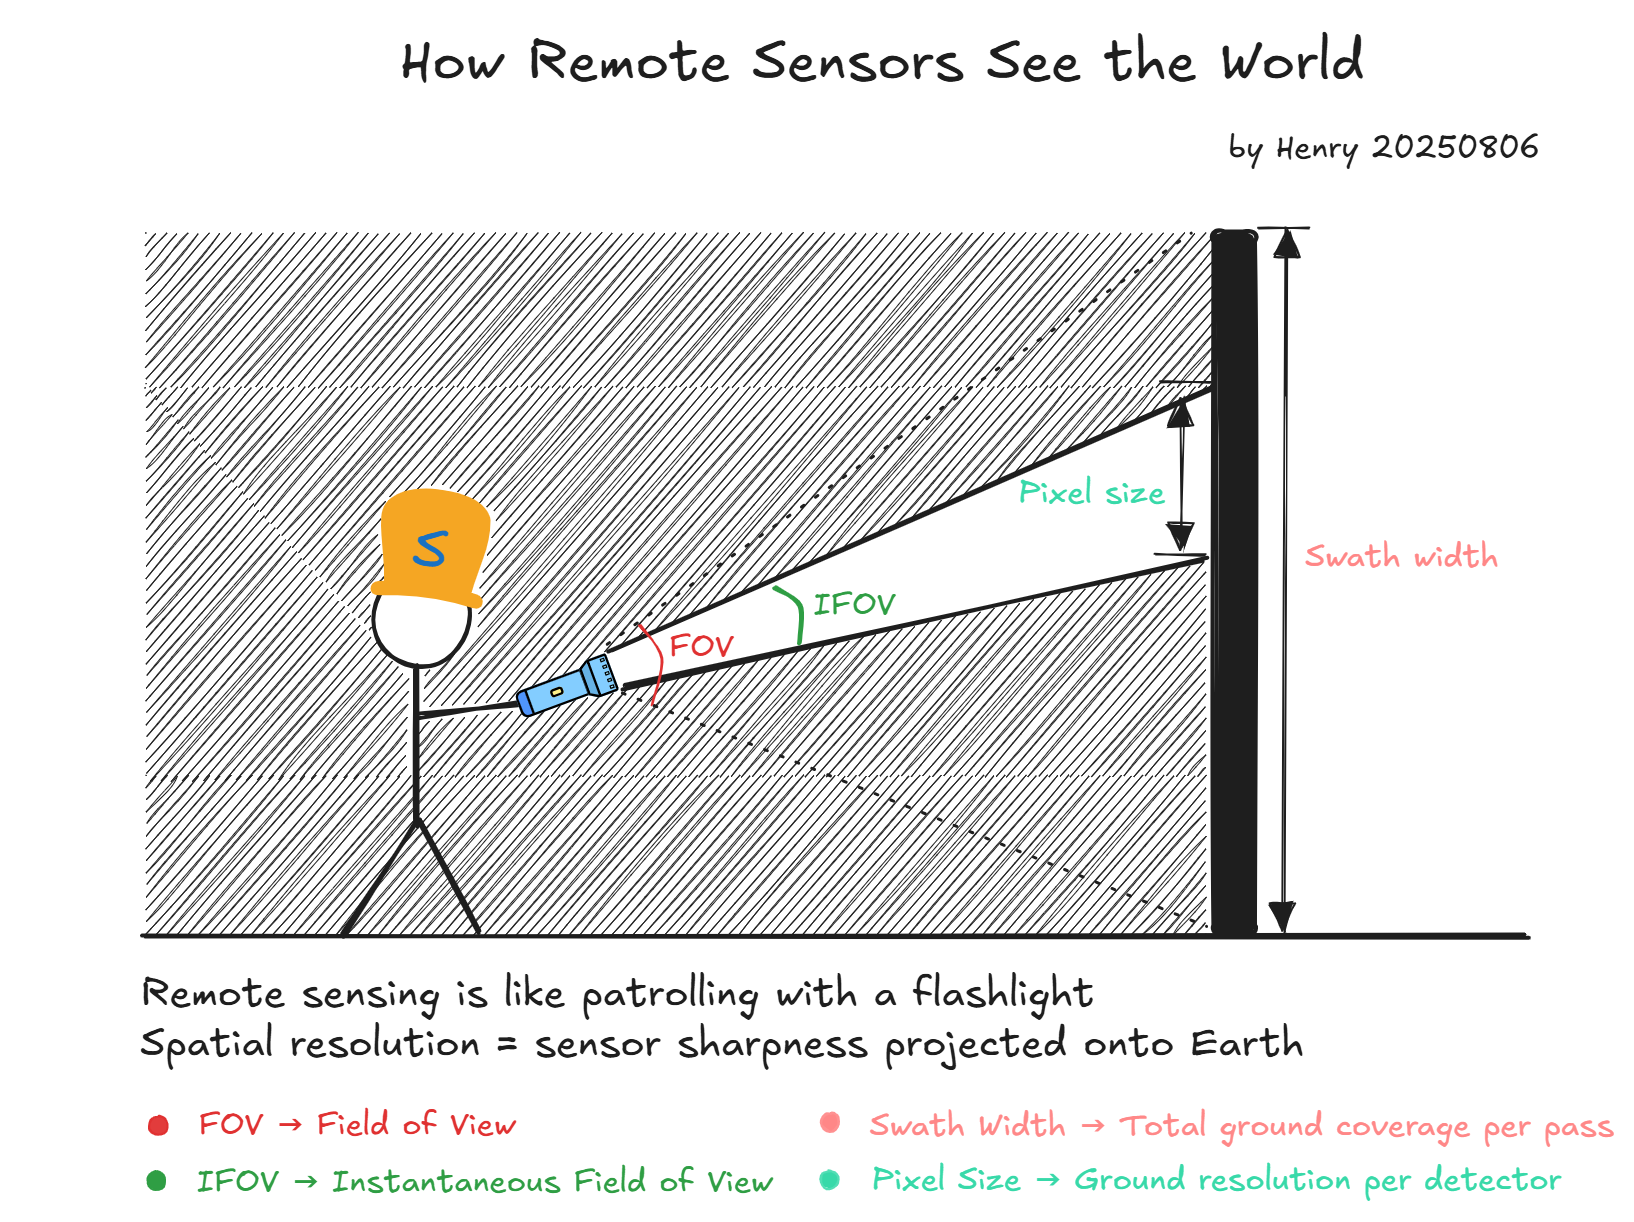 How Remote Sensors See the World
by Henry 20250806
S
Pixel size
Swath width
IFOV
FOV
Remote sensing is like patrolling with a flashlight
Spatial resolution = sensor sharpness projected onto Earth
FOV → Field of View
Swath Width → Total ground coverage per pass
IFOV → Instantaneous Field of View
Pixel Size → Ground resolution per detector